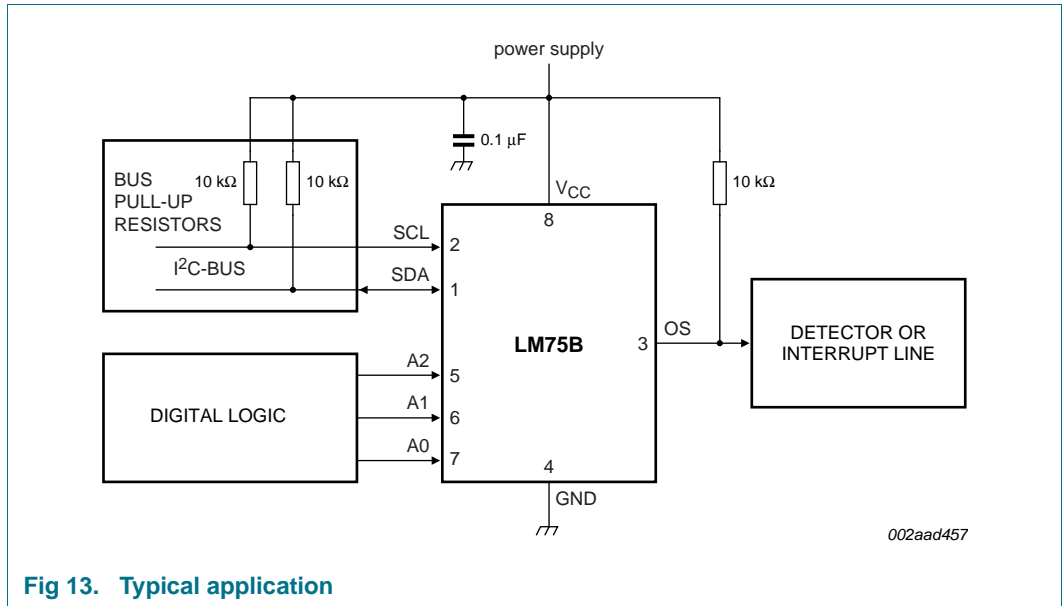 power supply
0.1 μF
BUS
PULL-UP
RESISTORS
10 kΩ
10 kΩ
10 kΩ
VCC
8
SCL
2
I2C-BUS
SDA
1
LM75B
3
OS
DETECTOR OR
INTERRUPT LINE
DIGITAL LOGIC
A2
5
A1
6
A0
7
4
GND
002aad457
Fig 13. Typical application